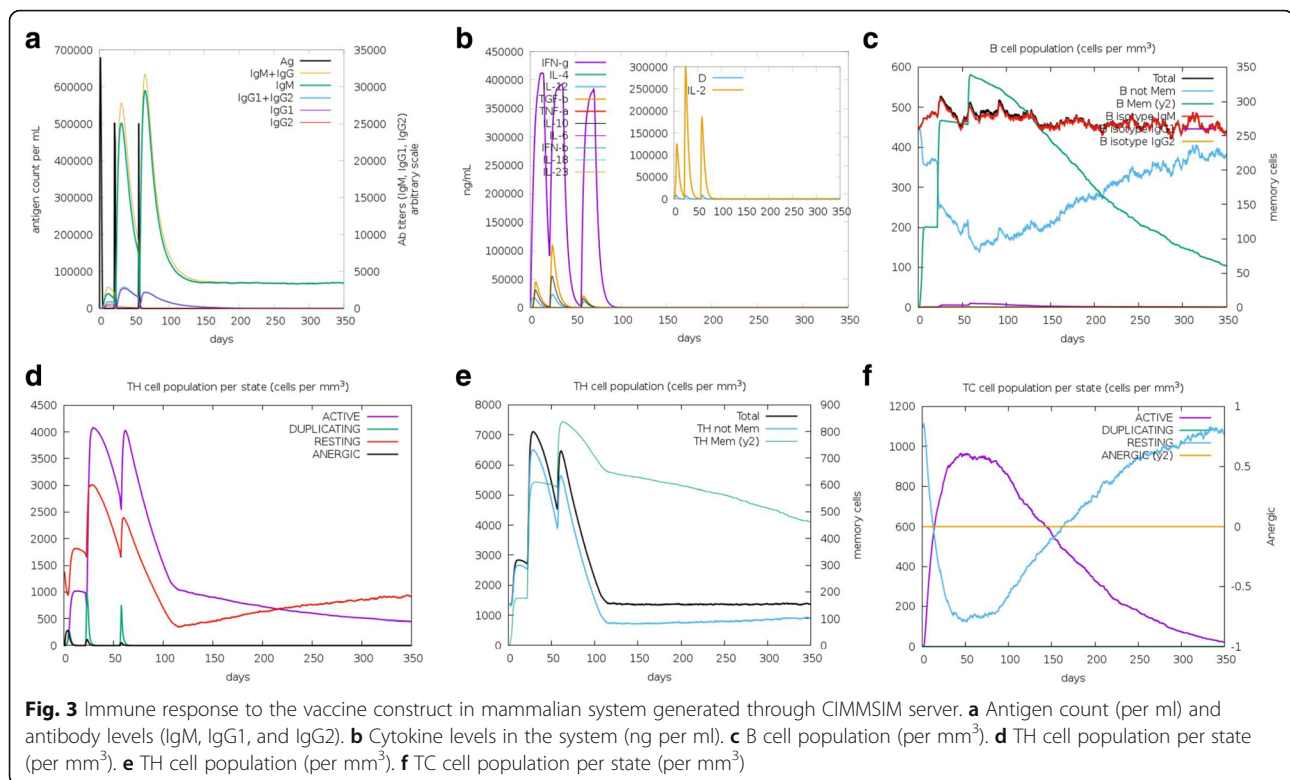 a
700000
600000
500000
400000
300000
200000
100000
0
antigen count per mL
Ag
IgM+IgG
IgM
IgG1+IgG2
IgG1
IgG2
35000
30000
25000
20000
15000
10000
5000
0
Ab titers (IgM, IgG1, IgG2)
arbitrary scale
0 50 100 150 200 250 300 350
days
b
450000
400000
350000
300000
250000
200000
150000
100000
50000
0
ng/mL
IFN-g
IL-4
IL-12
TGF-b
TNF-a
IL-10
IL-6
IFN-b
IL-18
IL-23
300000
250000
200000
150000
100000
50000
0
D
IL-2
0 50 100 150 200 250 300 350
0 50 100 150 200 250 300 350
days
c
B cell population (cells per mm³)
600
500
400
300
200
100
0
Total
B not Mem
B Mem (y2)
B isotype IgM
B isotype IgG1
B isotype IgG2
350
300
250
200
150
100
50
0
memory cells
0 50 100 150 200 250 300 350
days
d
TH cell population per state (cells per mm³)
4500
4000
3500
3000
2500
2000
1500
1000
500
0
ACTIVE
DUPLICATING
RESTING
ANERGIC
0 50 100 150 200 250 300 350
days
e
TH cell population (cells per mm³)
8000
7000
6000
5000
4000
3000
2000
1000
0
Total
TH not Mem
TH Mem (y2)
900
800
700
600
500
400
300
200
100
0
memory cells
0 50 100 150 200 250 300 350
days
f
TC cell population per state (cells per mm³)
1200
1000
800
600
400
200
0
ACTIVE
DUPLICATING
RESTING
ANERGIC (y2)
1
0.5
0
-0.5
-1
Anergic
0 50 100 150 200 250 300 350
days
Fig. 3 Immune response to the vaccine construct in mammalian system generated through CIMMSIM server. a Antigen count (per ml) and
antibody levels (IgM, IgG1, and IgG2). b Cytokine levels in the system (ng per ml). c B cell population (per mm³). d TH cell population per state
(per mm³). e TH cell population (per mm³). f TC cell population per state (per mm³)